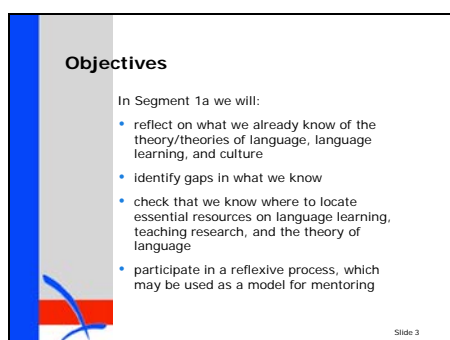 Objectives
In Segment 1a we will:
• reflect on what we already know of the
theory/theories of language, language
learning, and culture
• identify gaps in what we know
• check that we know where to locate
essential resources on language learning,
teaching research, and the theory of
language
• participate in a reflexive process, which
may be used as a model for mentoring
Slide 3